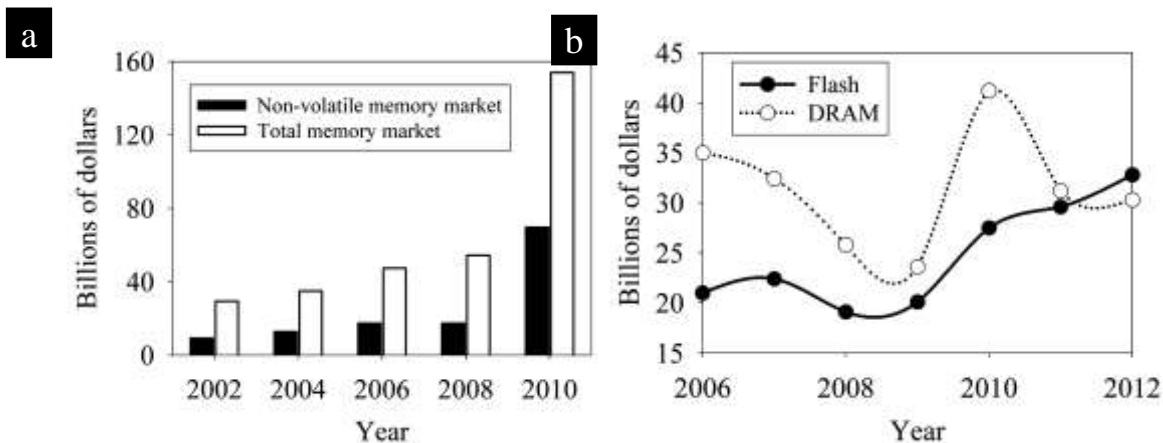 a
160
120
80
40
0
Billions of dollars
Non-volatile memory market
Total memory market
2002 2004 2006 2008 2010
Year
b
45
40
35
30
25
20
15
Billions of dollars
Flash
DRAM
2006 2008 2010 2012
Year